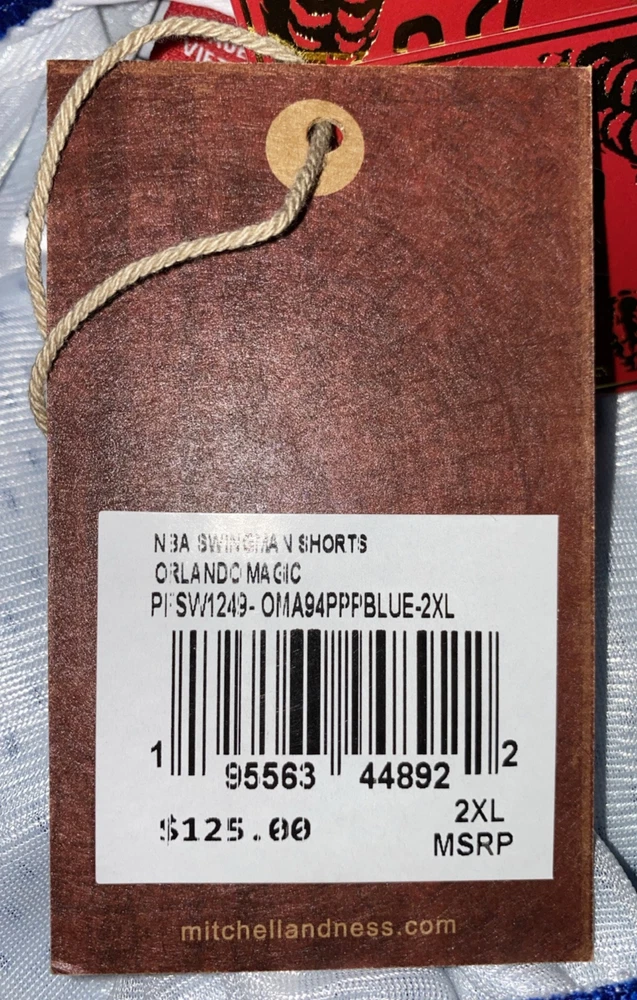 NBA SWINGMAN SHORTS
ORLANDO MAGIC
PFSW1249- OMA94PPPBLUE-2XL
1 95563 44892 2
$125.00
2XL
MSRP
mitchellandness.com